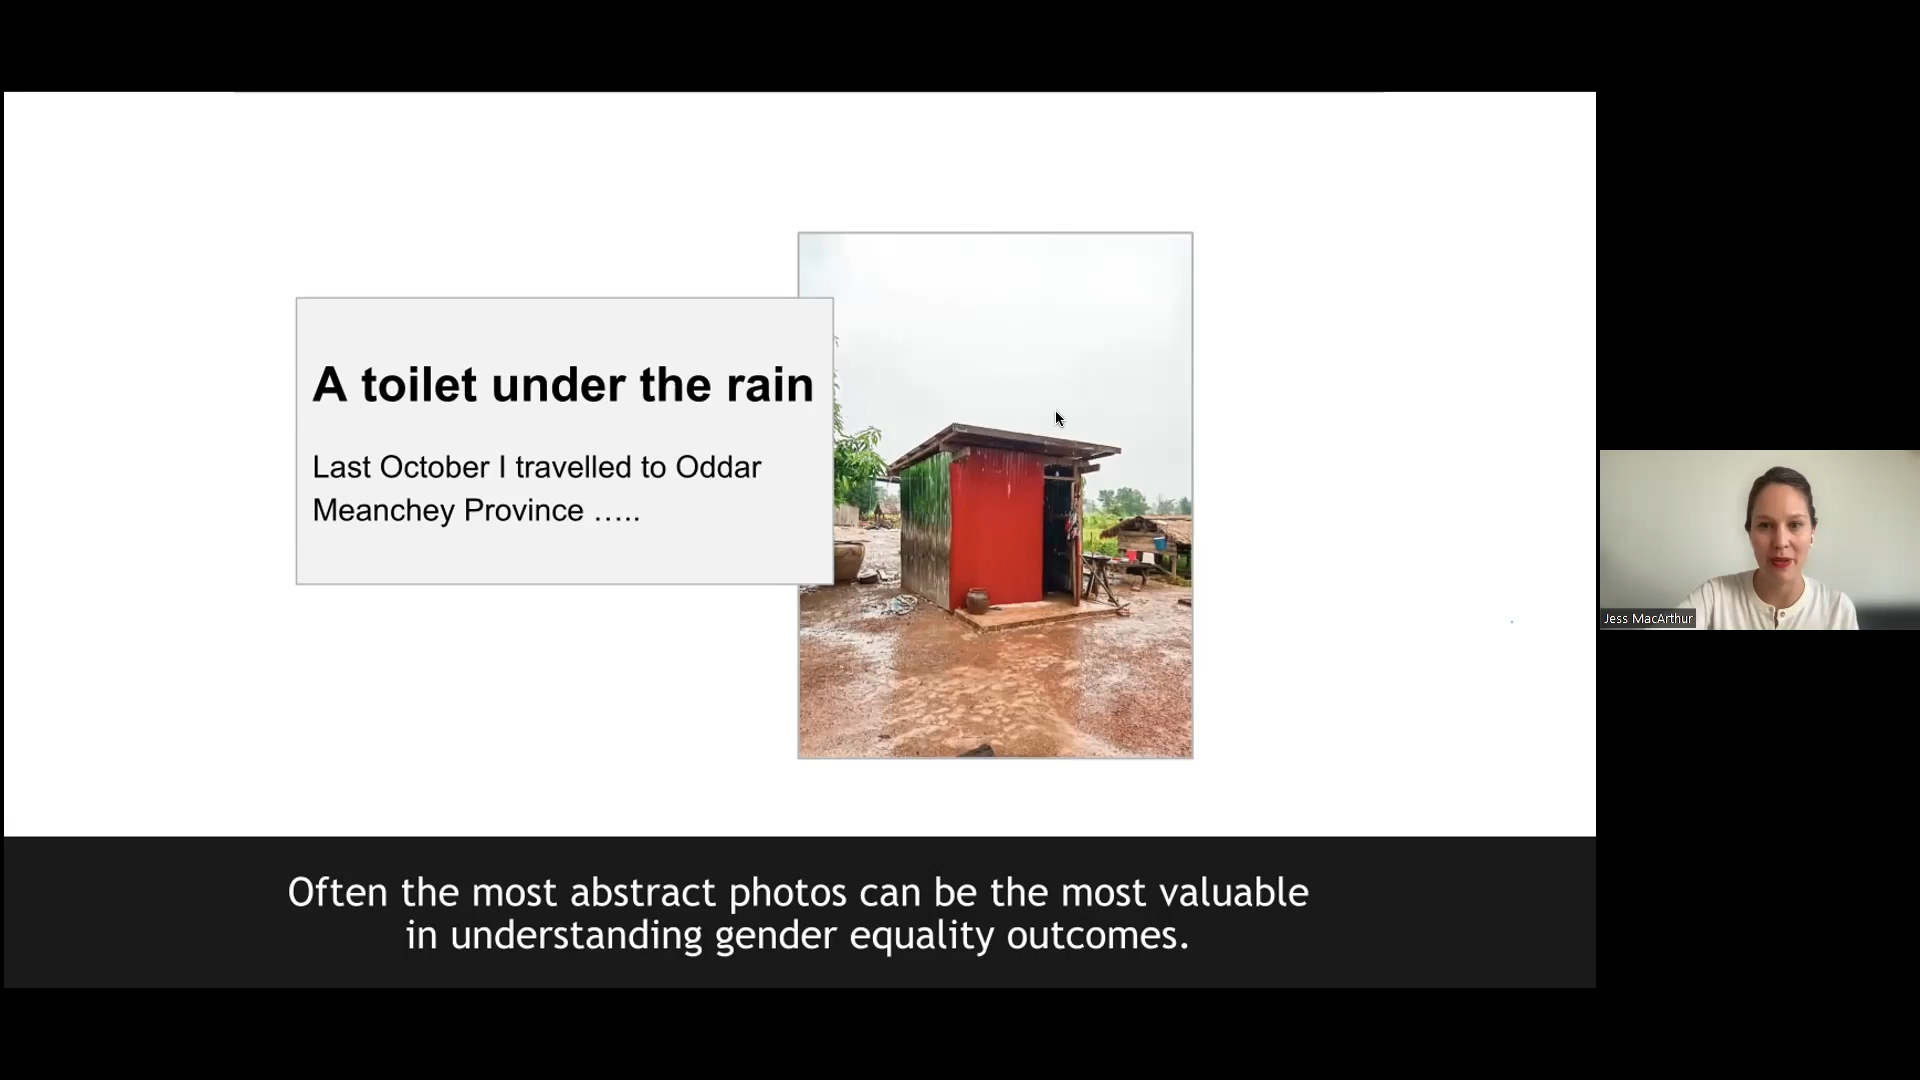 A toilet under the rain
Last October I travelled to Oddar
Meanchey Province .....
Jess MacArthur
Often the most abstract photos can be the most valuable
in understanding gender equality outcomes.